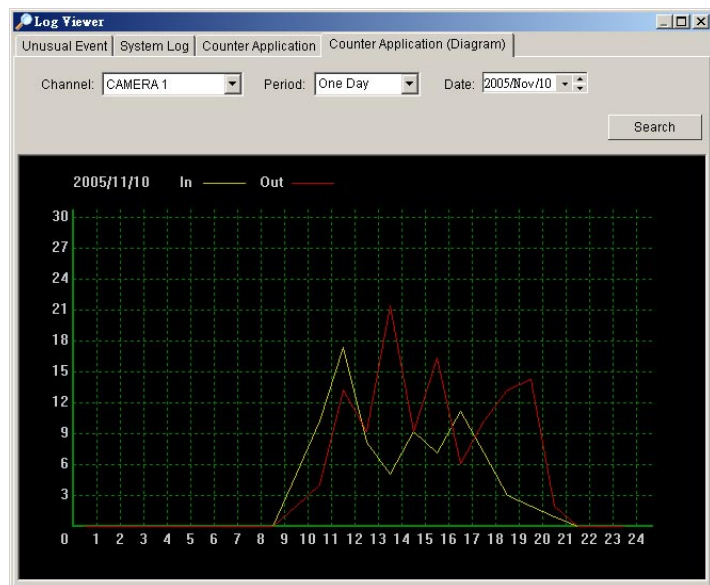 Log Viewer
Unusual Event System Log Counter Application Counter Application (Diagram)
Channel: CAMERA 1 Period: One Day Date: 2005/Nov/10
Search
2005/11/10 In Out
30
27
24
21
18
15
12
9
6
3
0 1 2 3 4 5 6 7 8 9 10 11 12 13 14 15 16 17 18 19 20 21 22 23 24